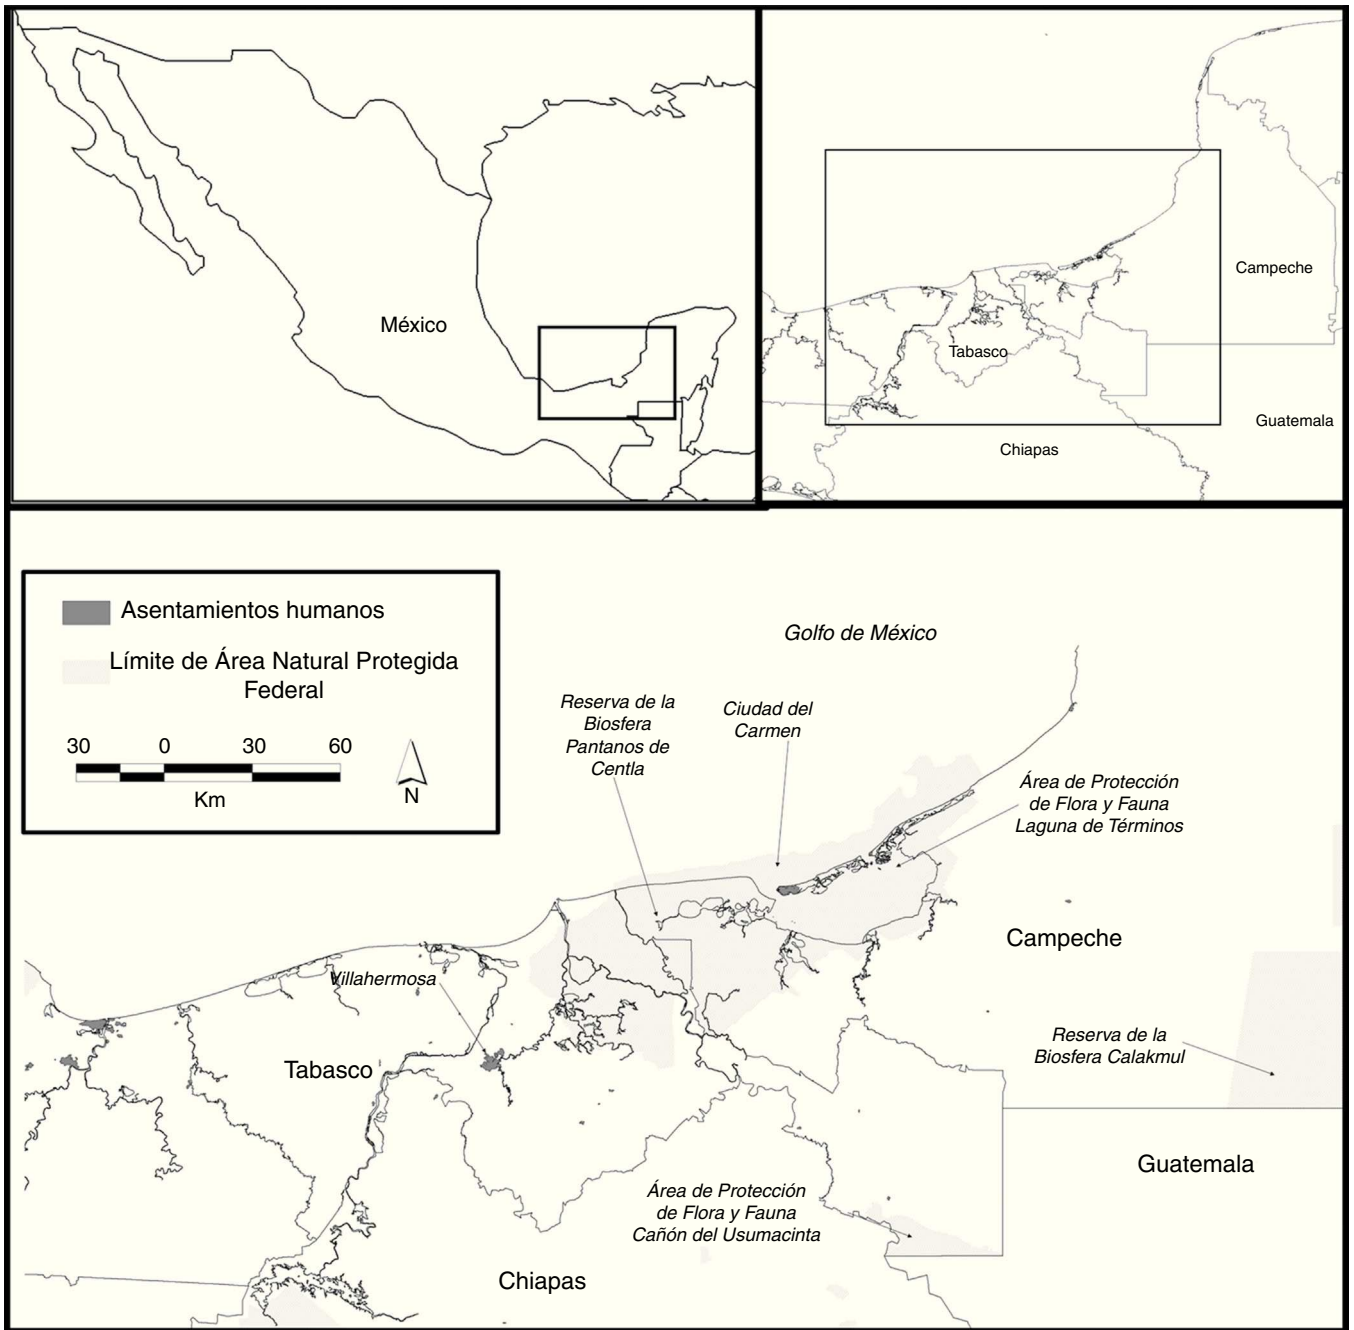 México
Campeche
Tabasco
Guatemala
Chiapas
Asentamientos humanos
Límite de Área Natural Protegida
Federal
30 0 30 60
Km
N
Golfo de México
Reserva de la
Biosfera
Pantanos de
Centla
Ciudad del
Carmen
Área de Protección
de Flora y Fauna
Laguna de Términos
Campeche
Villahermosa
Tabasco
Reserva de la
Biosfera Calakmul
Guatemala
Área de Protección
de Flora y Fauna
Cañón del Usumacinta
Chiapas